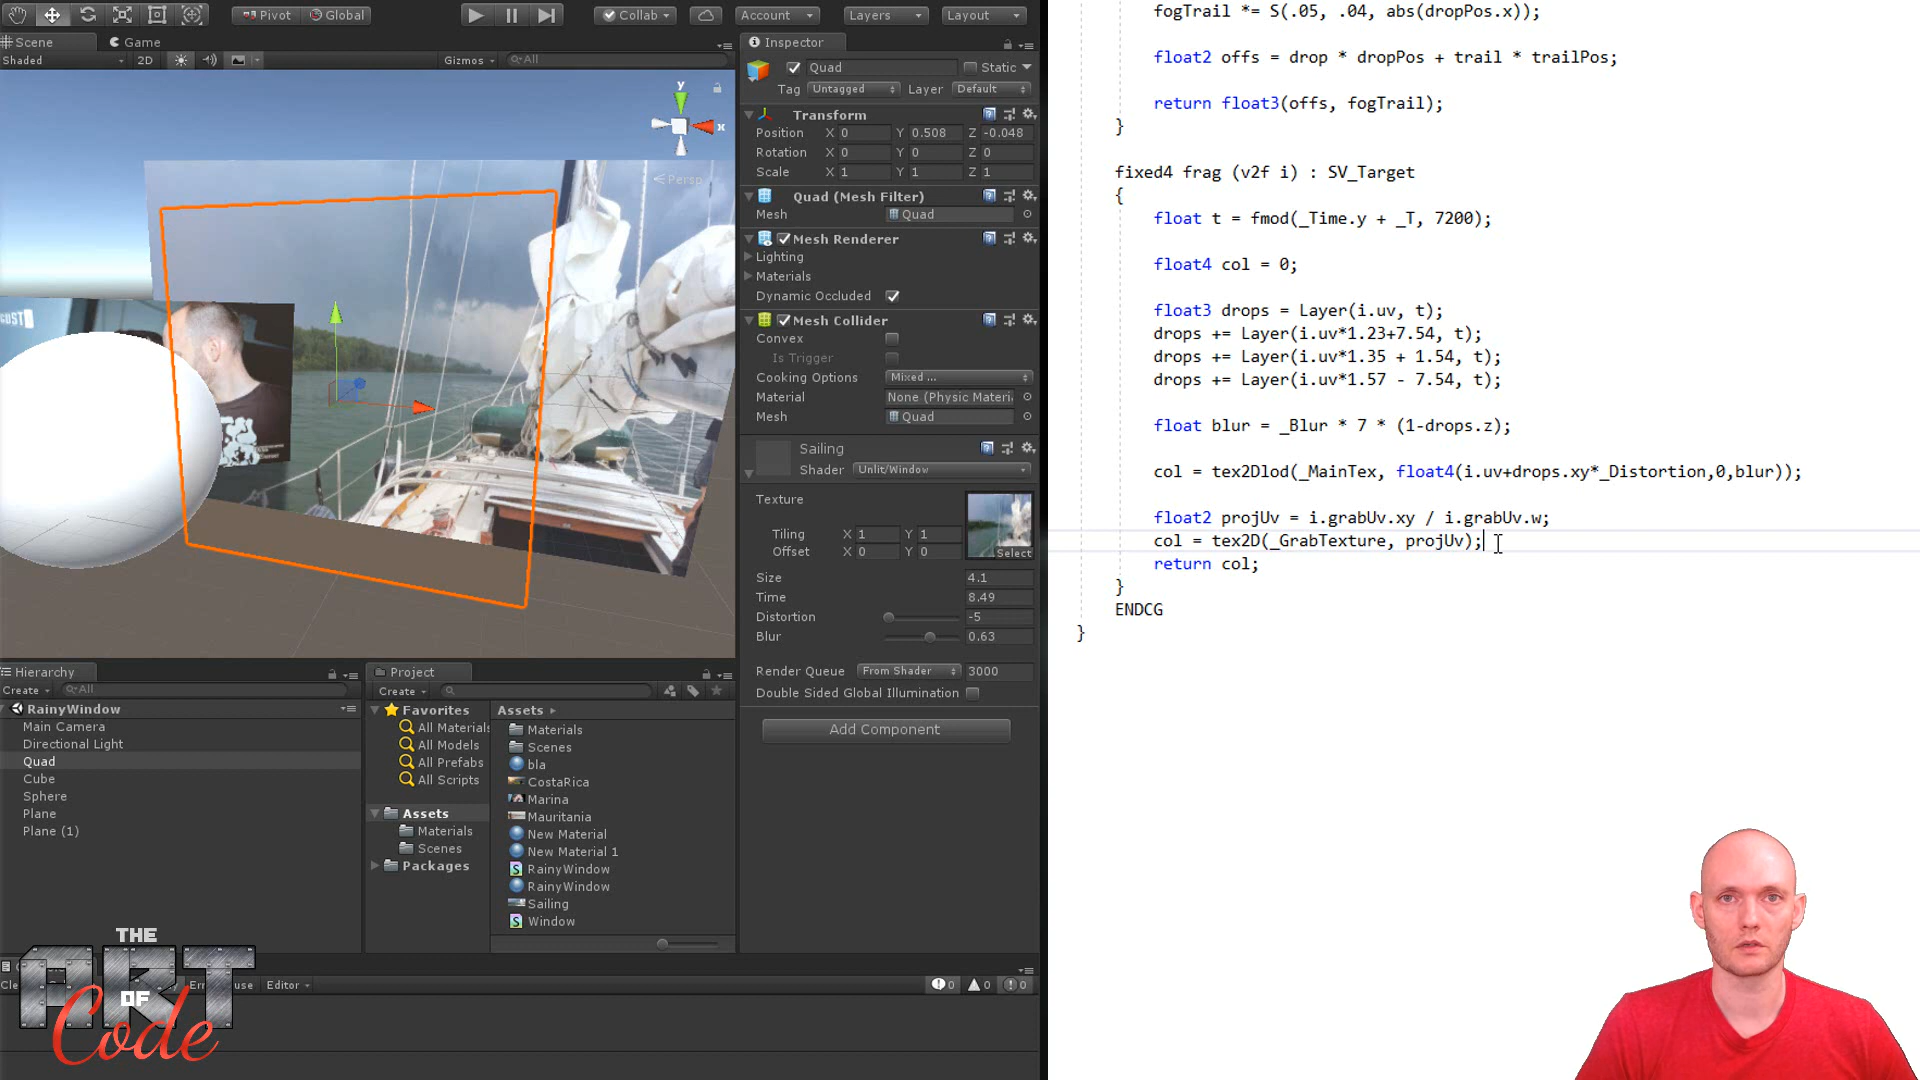 Pivot Global Collab Account Layers Layout
Scene Game
Shaded 2D Gizmos All
y
x
Persp
Inspector
Quad Static
Tag Untagged Layer Default
Transform
Position X 0 Y 0.508 Z -0.048
Rotation X 0 Y 0 Z 0
Scale X 1 Y 1 Z 1
Quad (Mesh Filter)
Mesh Quad
Mesh Renderer
Lighting
Materials
Dynamic Occluded
Mesh Collider
Convex
Is Trigger
Cooking Options Mixed ...
Material None (Physic Materi
Mesh Quad
Sailing
Shader Unlit/Window
Texture
Tiling X 1 Y 1
Offset X 0 Y 0
Select
Size 4.1
Time 8.49
Distortion -5
Blur 0.63
Render Queue From Shader 3000
Double Sided Global Illumination
Add Component
Hierarchy
Create All
RainyWindow
Main Camera
Directional Light
Quad
Cube
Sphere
Plane
Plane (1)
Project
Create
Favorites
All Materials
All Models
All Prefabs
All Scripts
Assets
Materials
Scenes
Packages
Assets
Materials
Scenes
bla
CostaRica
Marina
Mauritania
New Material
New Material 1
RainyWindow
RainyWindow
Sailing
Window
Editor
0 0 0
THE
ART
OF
Code
fogTrail *= S(.05, .04, abs(dropPos.x));
float2 offs = drop * dropPos + trail * trailPos;
return float3(offs, fogTrail);
}
fixed4 frag (v2f i) : SV_Target
{
float t = fmod(_Time.y + _T, 7200);
float4 col = 0;
float3 drops = Layer(i.uv, t);
drops += Layer(i.uv*1.23+7.54, t);
drops += Layer(i.uv*1.35 + 1.54, t);
drops += Layer(i.uv*1.57 - 7.54, t);
float blur = _Blur * 7 * (1-drops.z);
col = tex2Dlod(_MainTex, float4(i.uv+drops.xy*_Distortion,0,blur));
float2 projUv = i.grabUv.xy / i.grabUv.w;
col = tex2D(_GrabTexture, projUv);
return col;
}
ENDCG
}